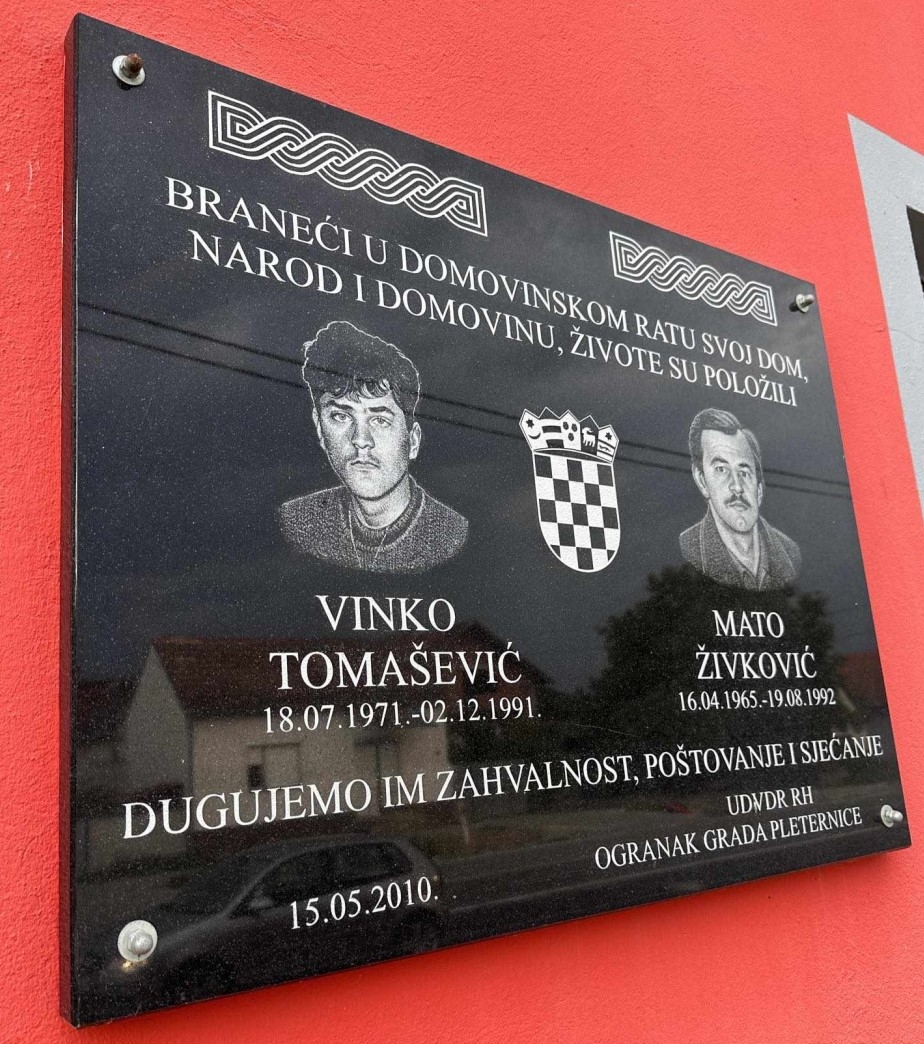 BRANEĆI U DOMOVINSKOM RATU SVOJ DOM,
NAROD I DOMOVINU, ŽIVOTE SU POLOŽILI
VINKO
TOMAŠEVIĆ
18.07.1971.-02.12.1991.
MATO
ŽIVKOVIĆ
16.04.1965.-19.08.1992
DUGUJEMO IM ZAHVALNOST, POŠTOVANJE I SJEĆANJE
UDVDR RH
OGRANAK GRADA PLETERNICE
15.05.2010.